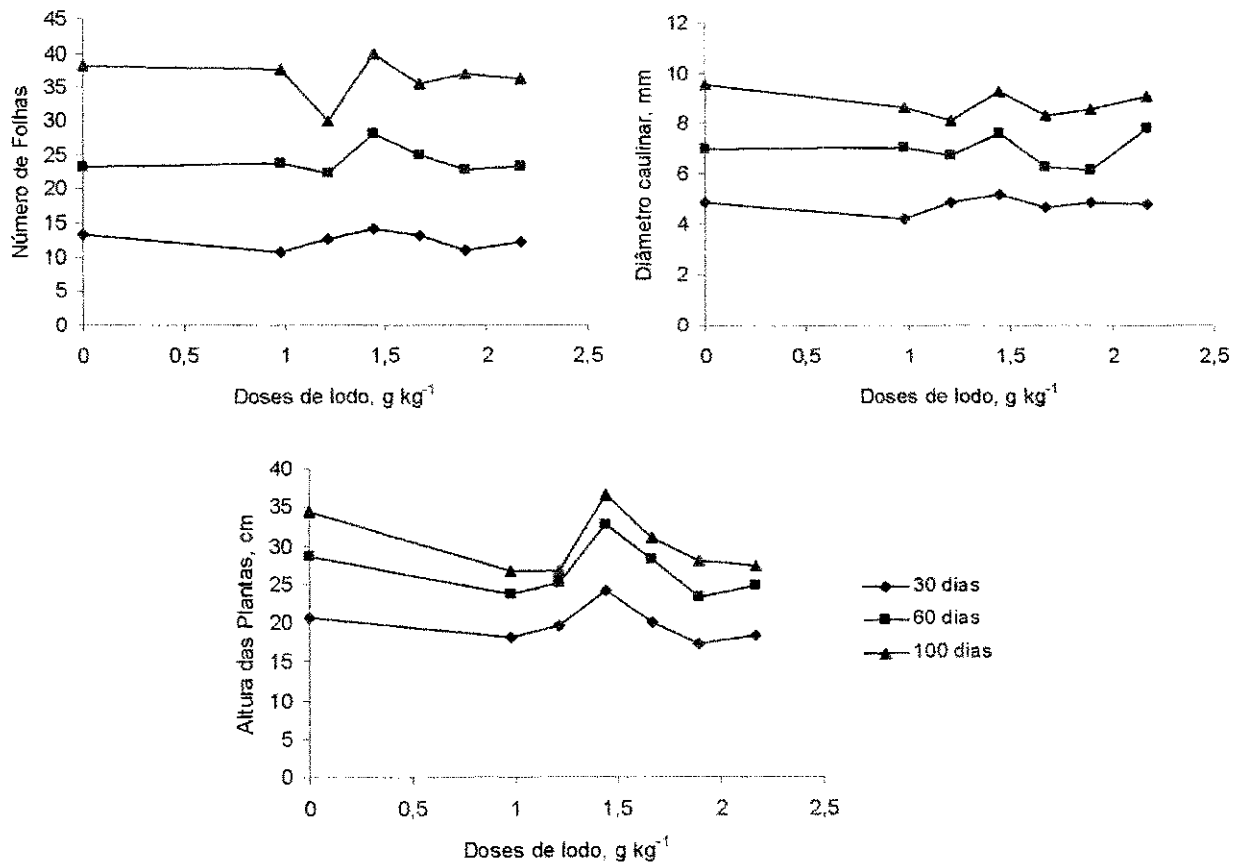 45
40
35
30
25
20
15
10
5
0
Número de Folhas
0 0,5 1 1,5 2 2,5
Doses de lodo, g kg⁻¹
12
10
8
6
4
2
0
Diâmetro caulinar, mm
0 0,5 1 1,5 2 2,5
Doses de lodo, g kg⁻¹
40
35
30
25
20
15
10
5
0
Altura das Plantas, cm
0 0,5 1 1,5 2 2,5
Doses de lodo, g kg⁻¹
30 dias
60 dias
100 dias